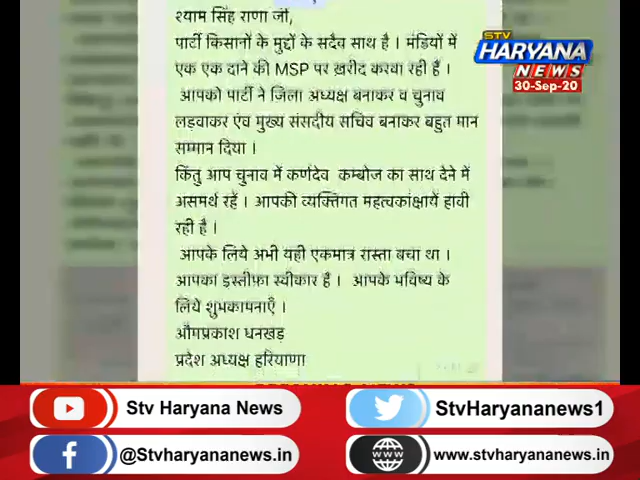 श्याम सिंह राणा जी,
पार्टी किसानों के मुद्दों के सदैव साथ है । मंडियों में
एक एक दाने की MSP पर ख़रीद करवा रही हैं ।
आपको पार्टी ने ज़िला अध्यक्ष बनाकर व चुनाव
लड़वाकर एंव मुख्य संसदीय सचिव बनाकर बहुत मान
सम्मान दिया ।
किंतु आप चुनाव में कर्णदेव कम्बोज का साथ देने में
असमर्थ रहें । आपकी व्यक्तिगत महत्वकांक्षायें हावी
रही है ।
आपके लिये अभी यही एकमात्र रास्ता बचा था ।
आपका इस्तीफ़ा स्वीकार हैं । आपके भविष्य के
लिये शुभकापनाएँ ।
औमप्रकाश धनखड़
प्रदेश अध्यक्ष हरियाणा
STV
HARYANA
NEWS
30-Sep-20
Stv Haryana News
StvHaryananews1
@Stvharyananews.in
www.stvharyananews.in